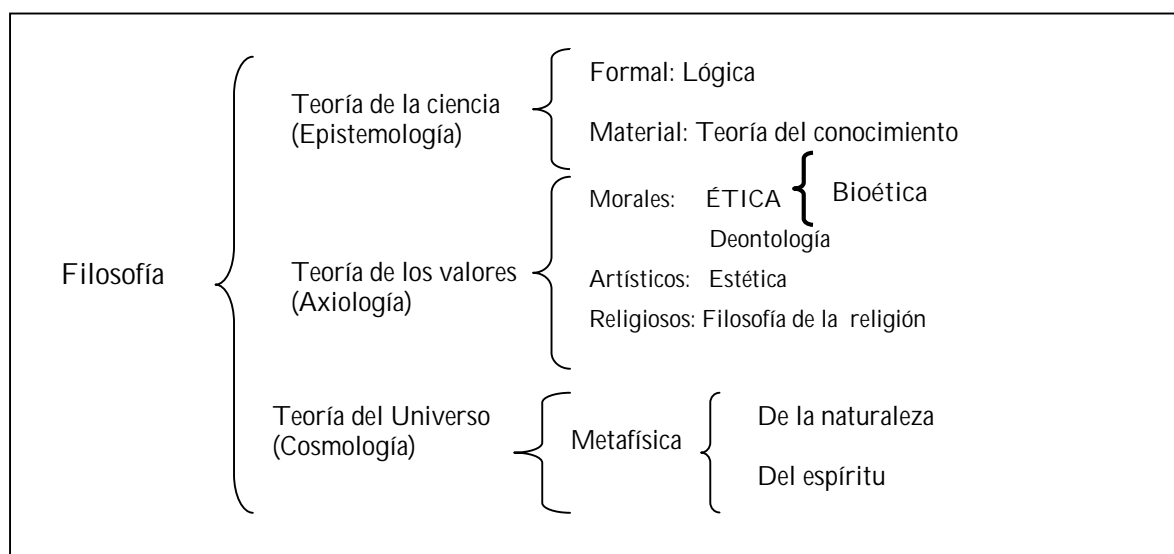 Filosofía
Teoría de la ciencia
(Epistemología)
Formal: Lógica
Material: Teoría del conocimiento
Teoría de los valores
(Axiología)
Morales: ÉTICA
Bioética
Deontología
Artísticos: Estética
Religiosos: Filosofía de la religión
Teoría del Universo
(Cosmología)
Metafísica
De la naturaleza
Del espíritu